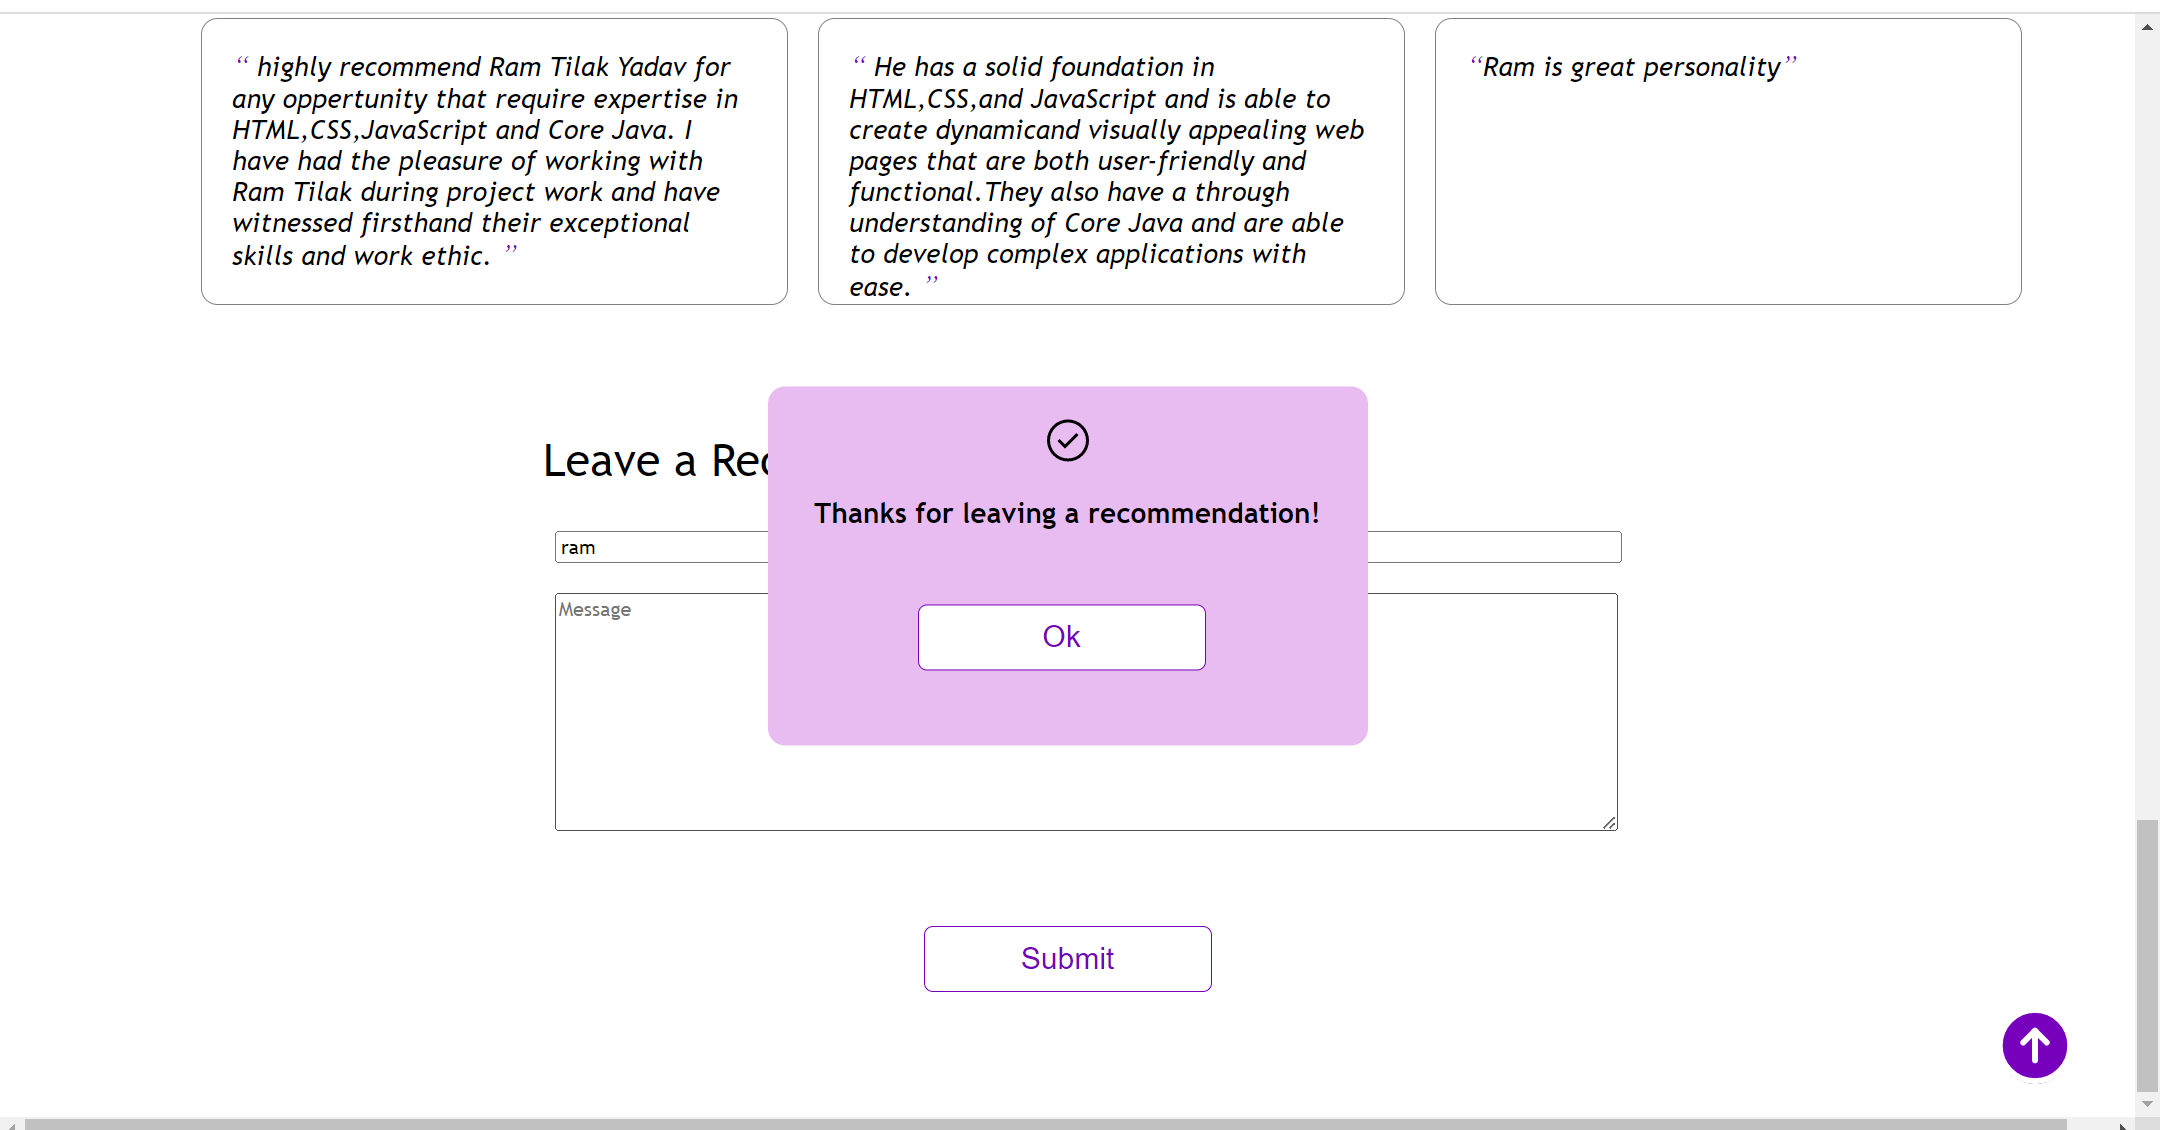 “ highly recommend Ram Tilak Yadav for
any oppertunity that require expertise in
HTML,CSS,JavaScript and Core Java. I
have had the pleasure of working with
Ram Tilak during project work and have
witnessed firsthand their exceptional
skills and work ethic. ”
“ He has a solid foundation in
HTML,CSS,and JavaScript and is able to
create dynamicand visually appealing web
pages that are both user-friendly and
functional.They also have a through
understanding of Core Java and are able
to develop complex applications with
ease. ”
“Ram is great personality”
Leave a Rec
Thanks for leaving a recommendation!
ram
Message
Ok
Submit